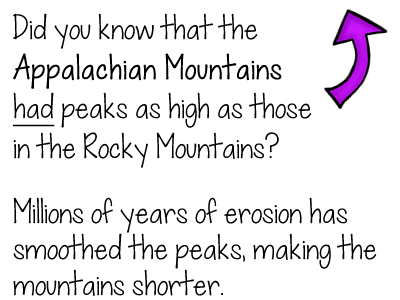 Did you know that the
Appalachian Mountains
had peaks as high as those
in the Rocky Mountains?
Millions of years of erosion has
smoothed the peaks, making the
mountains shorter.